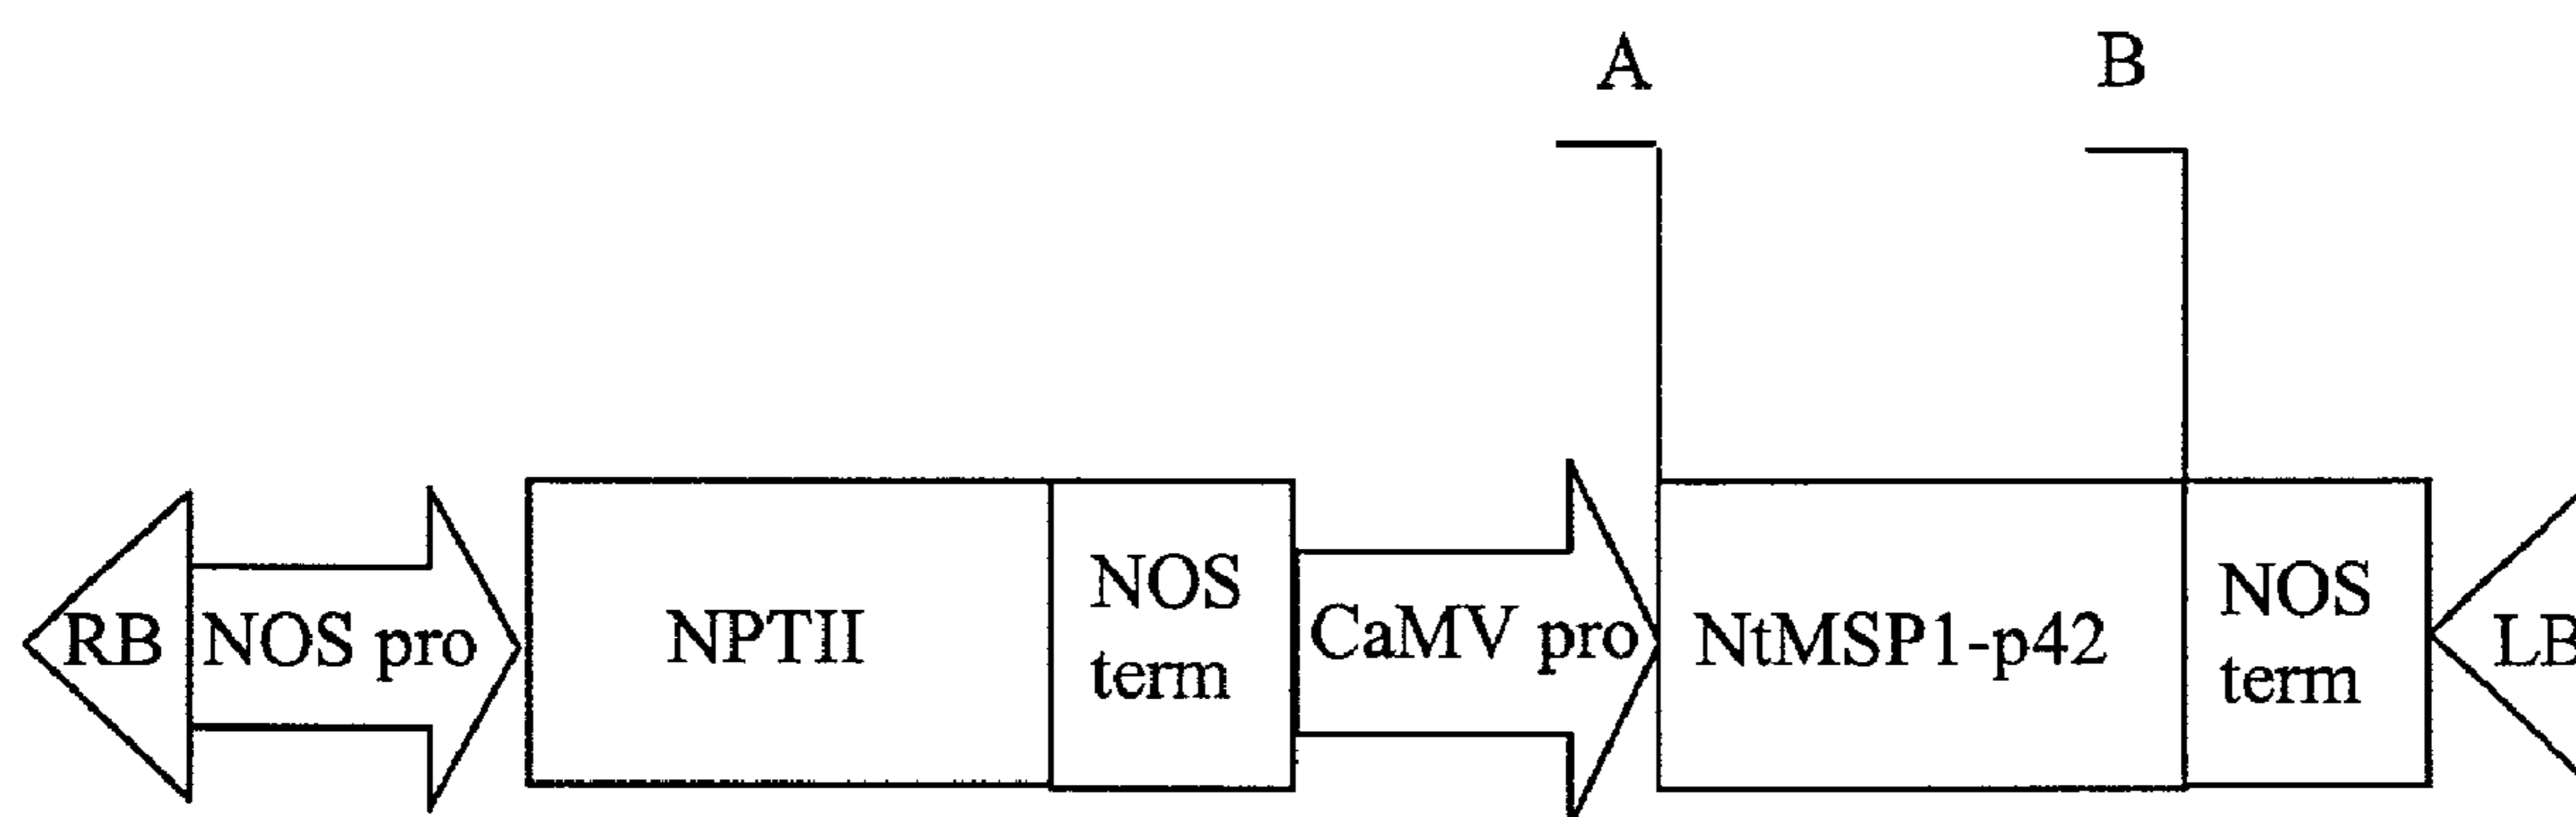 A
B
RB
NOS pro
NPTII
NOS
term
CaMV pro
NtMSP1-p42
NOS
term
LB